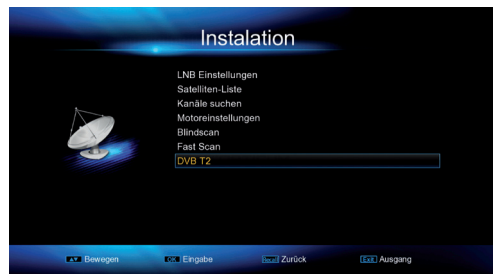 Instalation
LNB Einstellungen
Satelliten-Liste
Kanäle suchen
Motoreinstellungen
Blindscan
Fast Scan
DVB T2
Bewegen OK Eingabe Recall Zurück Exit Ausgang